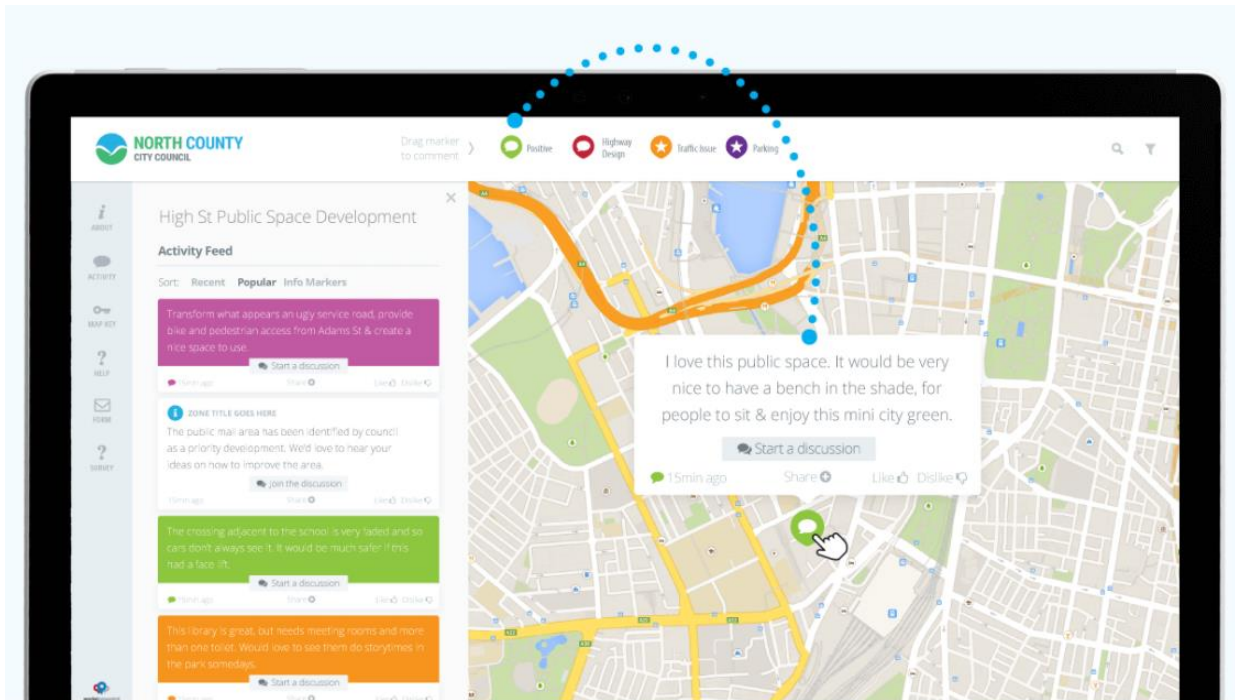 NORTH COUNTY
CITY COUNCIL
Drag marker
to comment
Positive
Highway
Design
Traffic Issue
Parking
ABOUT
ACTIVITY
MAP KEY
HELP
FORM
SURVEY
High St Public Space Development
Activity Feed
Sort: Recent Popular Info Markers
Transform what appears an ugly service road, provide
bike and pedestrian access from Adams St & create a
nice space to use.
Start a discussion
15min ago Share Like Dislike
ZONE TITLE GOES HERE
The public mail area has been identified by council
as a priority development. We'd love to hear your
ideas on how to improve the area.
Join the discussion
15min ago Share Like Dislike
The crossing adjacent to the school is very faded and so
cars don't always see it. It would be much safer if this
had a face lift.
Start a discussion
15min ago Share Like Dislike
This library is great, but needs meeting rooms and more
than one toilet. Would love to see them do storytimes in
the park somedays.
Start a discussion
I love this public space. It would be very
nice to have a bench in the shade, for
people to sit & enjoy this mini city green.
Start a discussion
15min ago Share Like Dislike